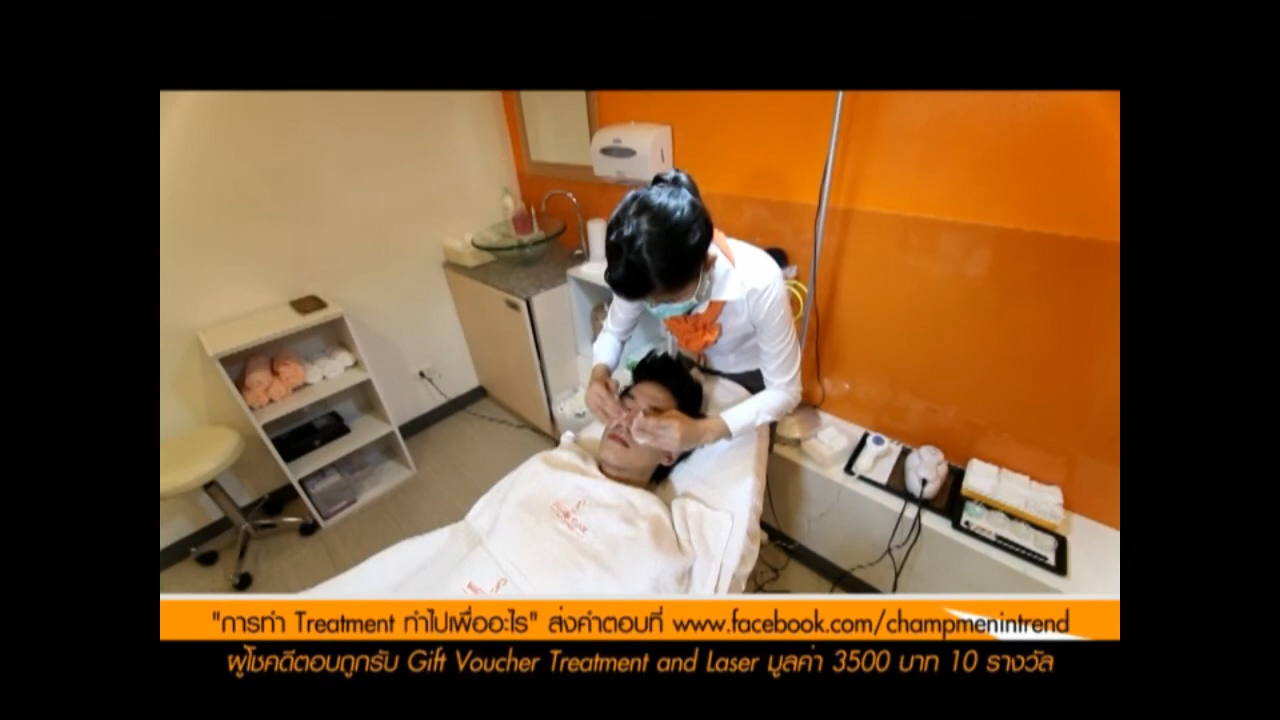 "การทำ Treatment ทำไปเพื่ออะไร" ส่งคำตอบที่ www.facebook.com/champmenintrend
ผู้โชคดีตอบถูกรับ Gift Voucher Treatment and Laser มูลค่า 3500 บาท 10 รางวัล